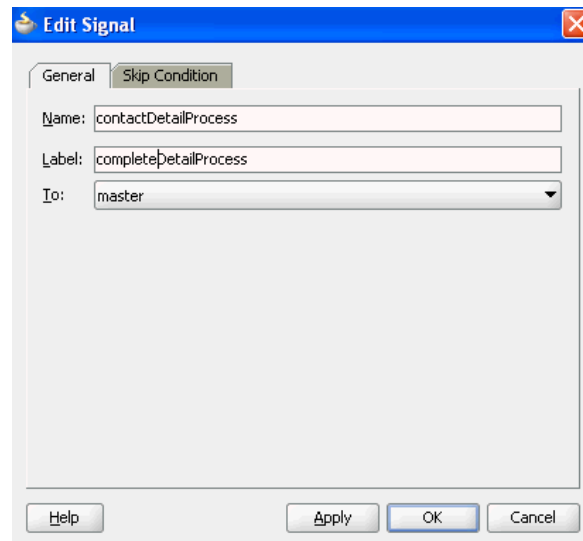 Edit Signal
General Skip Condition
Name: contactDetailProcess
Label: completeDetailProcess
To: master
Help Apply OK Cancel